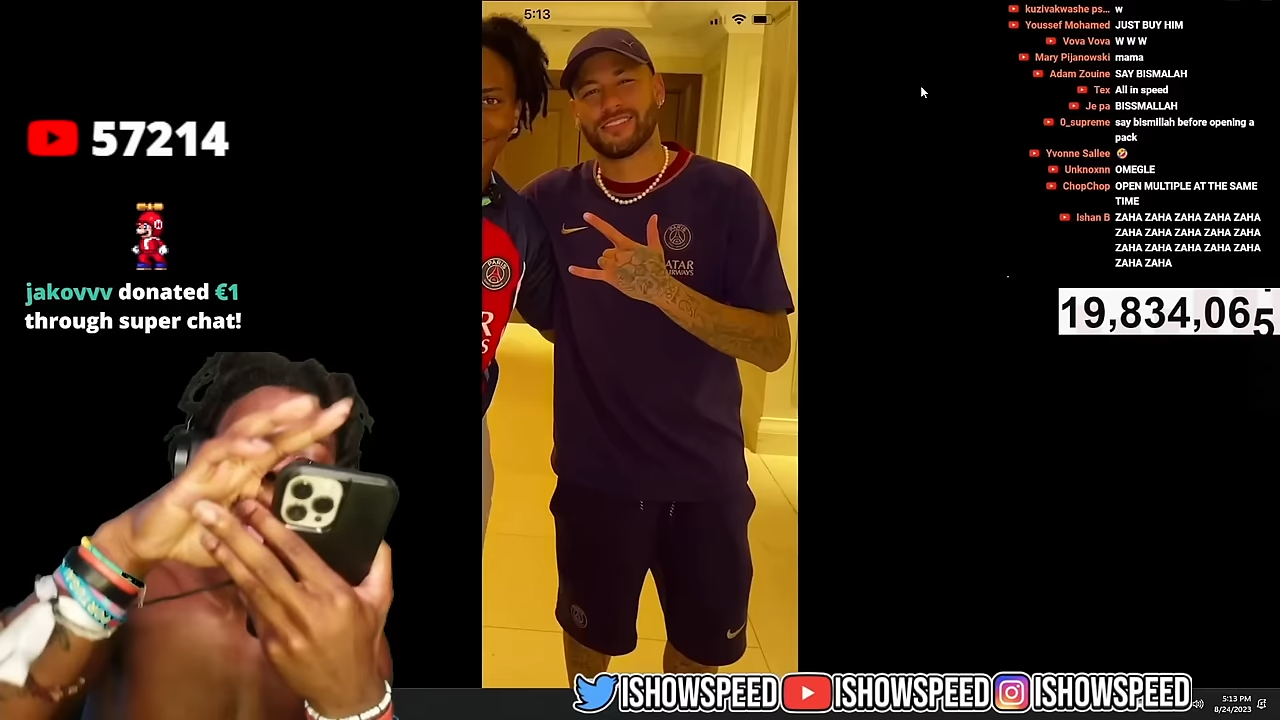 57214
jakovvv donated €1
through super chat!
5:13
PARIS
R
S
PARIS
ATAR
AIRWAYS
kuzivakwashe ps... w
Youssef Mohamed JUST BUY HIM
Vova Vova W W W
Mary Pijanowski mama
Adam Zouine SAY BISMALAH
Tex All in speed
Je pa BISSMALLAH
0_supreme say bismillah before opening a
pack
Yvonne Sallee 🤣
Unknoxnn OMEGLE
ChopChop OPEN MULTIPLE AT THE SAME
TIME
Ishan B ZAHA ZAHA ZAHA ZAHA ZAHA
ZAHA ZAHA ZAHA ZAHA ZAHA
ZAHA ZAHA ZAHA ZAHA ZAHA
ZAHA ZAHA
19,834,065
ISHOWSPEED ISHOWSPEED ISHOWSPEED
5:13 PM
8/24/2023